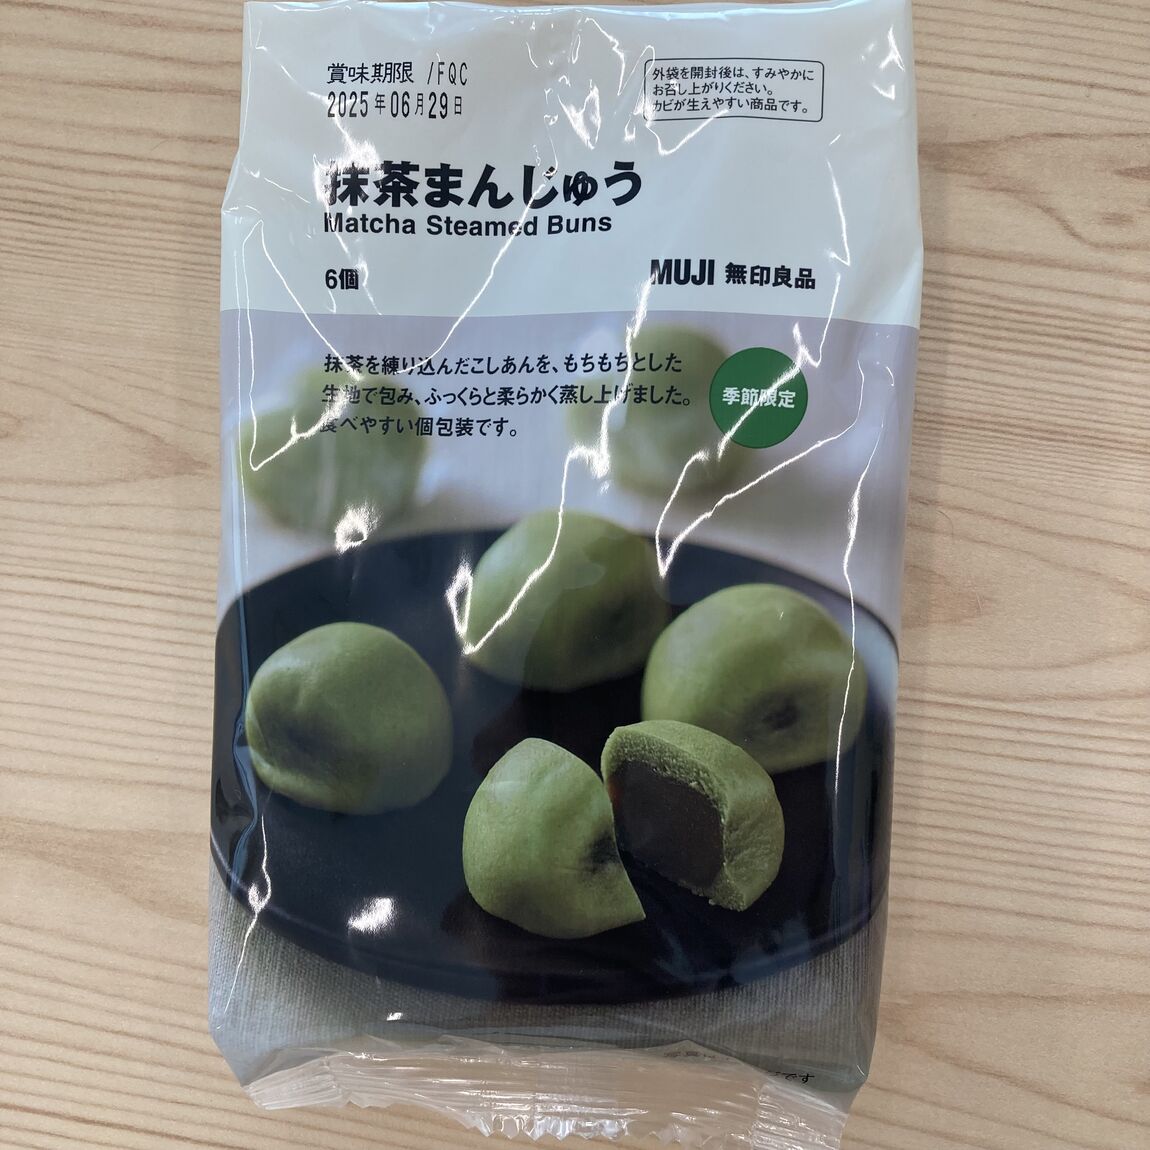 賞味期限 /FQC
2025年06月29日
外袋を開封後は、すみやかに
お召し上がりください。
カビが生えやすい商品です。
抹茶まんじゅう
Matcha Steamed Buns
6個
MUJI 無印良品
抹茶を練り込んだこしあんを、もちもちとした
生地で包み、ふっくらと柔らかく蒸し上げました。
食べやすい個包装です。
季節限定
です